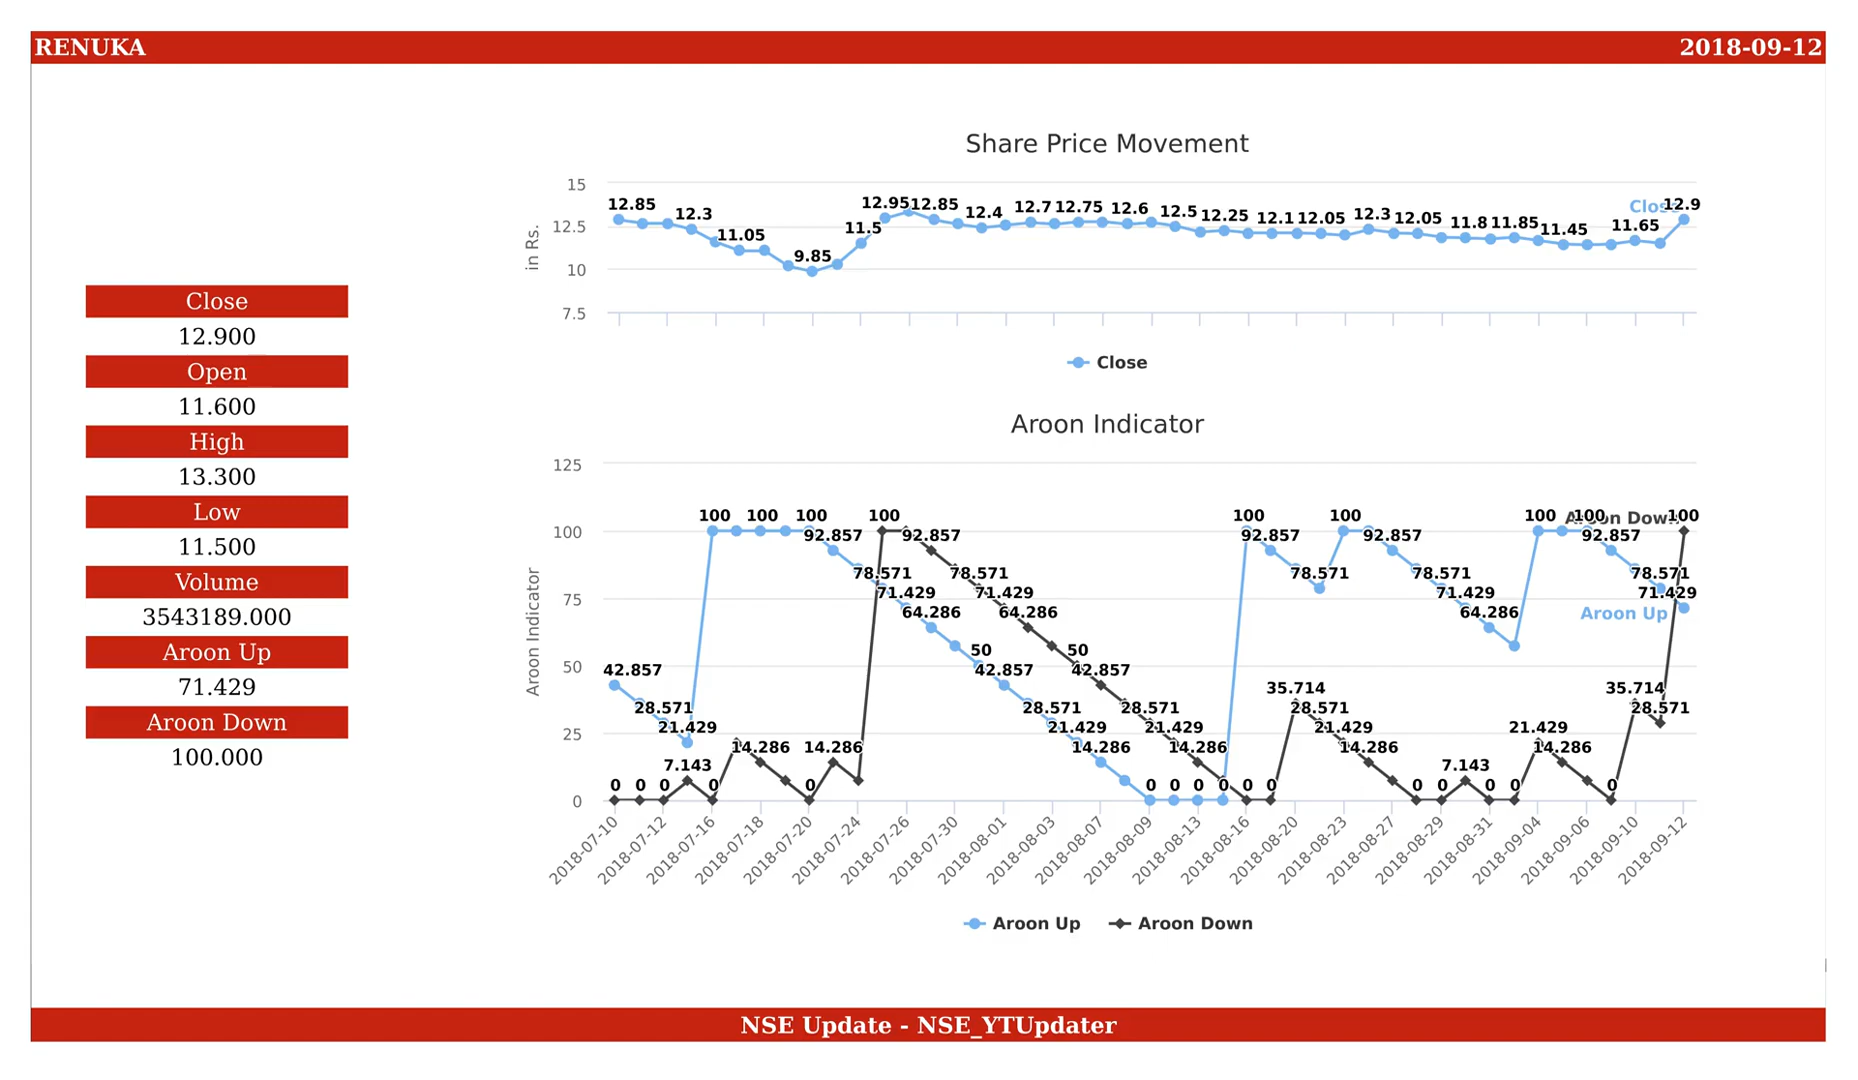 RENUKA
2018-09-12
Close
12.900
Open
11.600
High
13.300
Low
11.500
Volume
3543189.000
Aroon Up
71.429
Aroon Down
100.000
Share Price Movement
in Rs.
15
12.5
10
7.5
12.85 12.3 11.05 9.85 11.5 12.95 12.85 12.4 12.7 12.75 12.6 12.5 12.25 12.1 12.05 12.3 12.05 11.8 11.85 11.45 11.65 12.9
Close
Close
Aroon Indicator
Aroon Indicator
125
100
75
50
25
0
100 100 100 100 100 100 100 100 100
Aroon Down
92.857 92.857 92.857 92.857 92.857
78.571 78.571 78.571 78.571 78.571
71.429 71.429 71.429 71.429
64.286 64.286 64.286
Aroon Up
50 50
42.857 42.857 42.857
35.714 35.714
28.571 28.571 28.571 28.571 28.571
21.429 21.429 21.429 21.429 21.429
14.286 14.286 14.286 14.286 14.286 14.286
7.143 7.143
0 0 0 0 0 0 0 0 0 0 0 0 0 0 0 0
2018-07-10 2018-07-12 2018-07-16 2018-07-18 2018-07-20 2018-07-24 2018-07-26 2018-07-30 2018-08-01 2018-08-03 2018-08-07 2018-08-09 2018-08-13 2018-08-16 2018-08-20 2018-08-23 2018-08-27 2018-08-29 2018-08-31 2018-09-04 2018-09-06 2018-09-10 2018-09-12
Aroon Up Aroon Down
NSE Update - NSE_YTUpdater